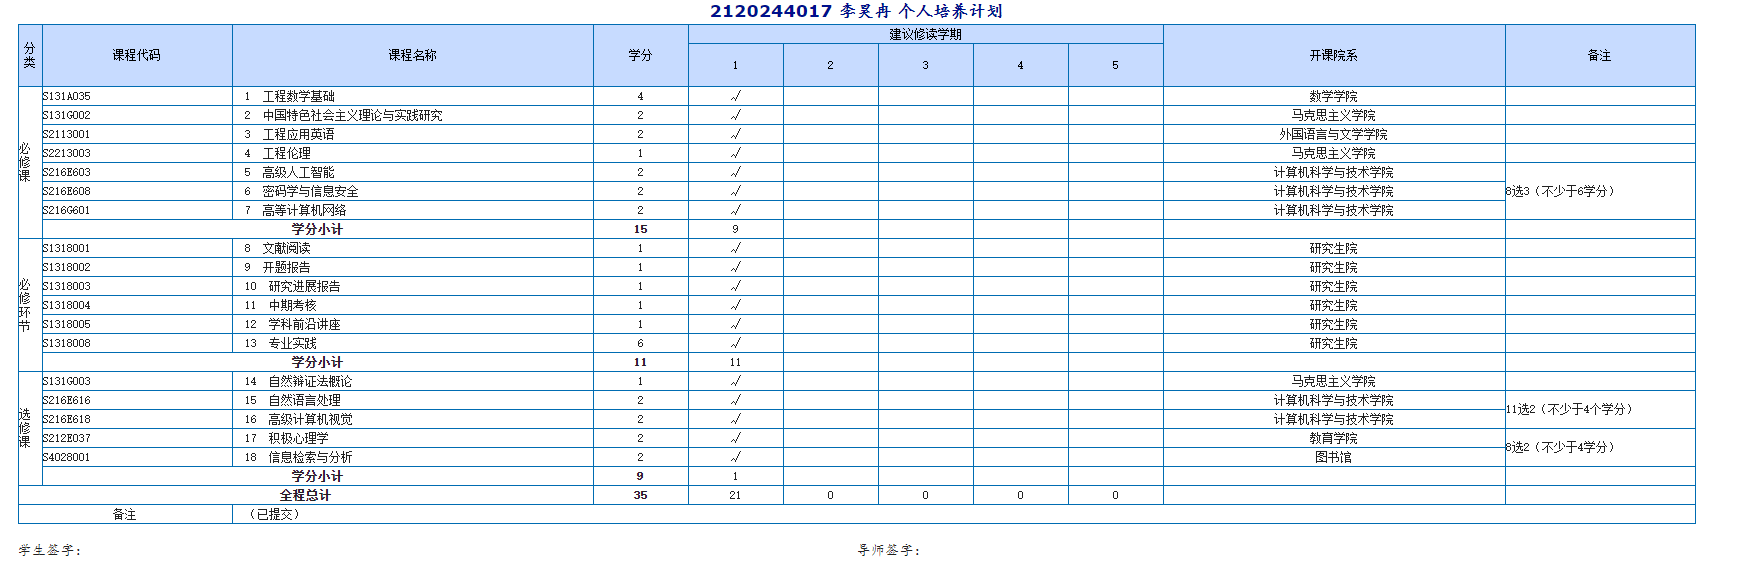 2120244017 李昊冉 个人培养计划
分类 课程代码 课程名称 学分 建议修读学期 开课院系 备注
1 2 3 4 5
必修课
S131A035 1 工程数学基础 4 √ 数学学院
S131G002 2 中国特色社会主义理论与实践研究 2 √ 马克思主义学院
S2113001 3 工程应用英语 2 √ 外国语言与文学学院
S2213003 4 工程伦理 1 √ 马克思主义学院
S216E603 5 高级人工智能 2 √ 计算机科学与技术学院
S216E608 6 密码学与信息安全 2 √ 计算机科学与技术学院 8选3（不少于6学分）
S216G601 7 高等计算机网络 2 √ 计算机科学与技术学院
学分小计 15 9
必修环节
S1318001 8 文献阅读 1 √ 研究生院
S1318002 9 开题报告 1 √ 研究生院
S1318003 10 研究进展报告 1 √ 研究生院
S1318004 11 中期考核 1 √ 研究生院
S1318005 12 学科前沿讲座 1 √ 研究生院
S1318008 13 专业实践 6 √ 研究生院
学分小计 11 11
选修课
S131G003 14 自然辩证法概论 1 √ 马克思主义学院
S216E616 15 自然语言处理 2 √ 计算机科学与技术学院 11选2（不少于4个学分）
S216E618 16 高级计算机视觉 2 √ 计算机科学与技术学院
S212E037 17 积极心理学 2 √ 教育学院 8选2（不少于4学分）
S4028001 18 信息检索与分析 2 √ 图书馆
学分小计 9 1
全程总计 35 21 0 0 0 0
备注 （已提交）
学生签字: 导师签字: